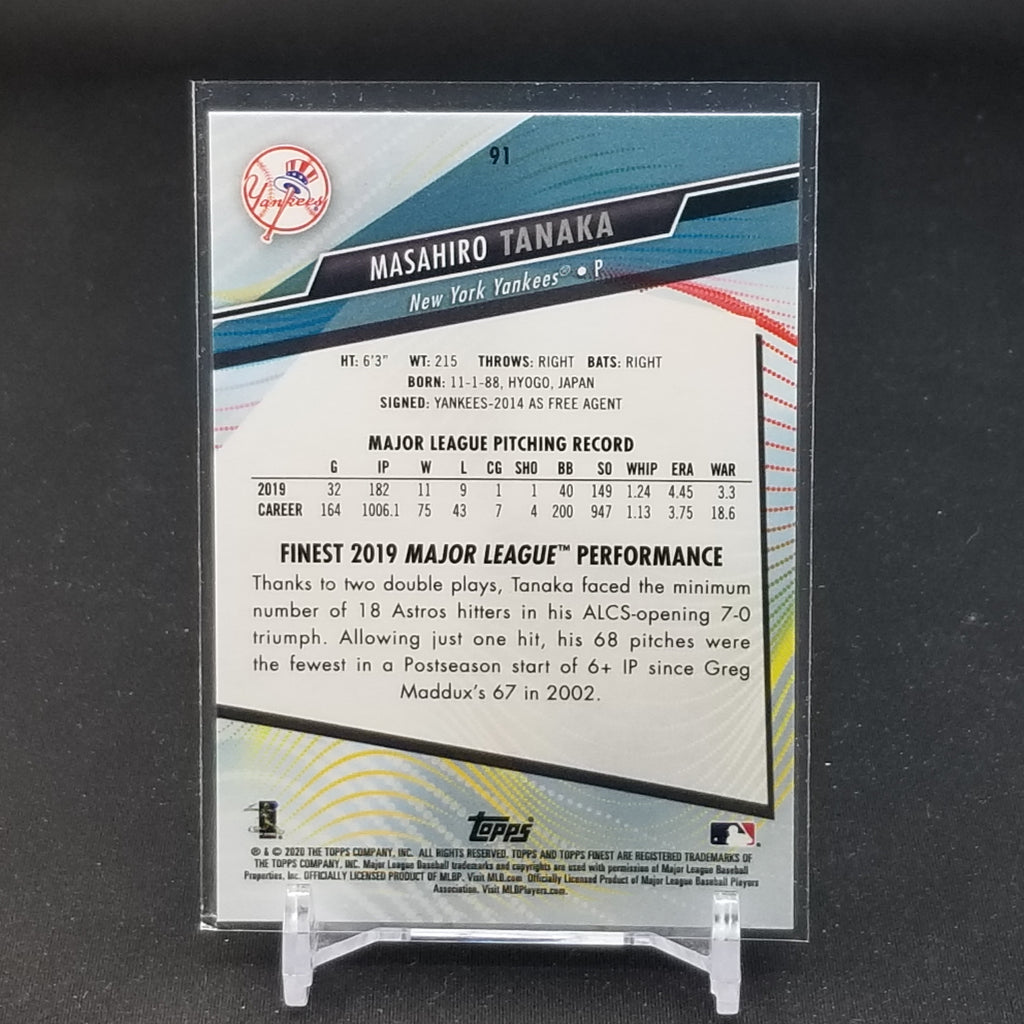 91
Yankees
MASAHIRO TANAKA
New York Yankees® • P
HT: 6'3" WT: 215 THROWS: RIGHT BATS: RIGHT
BORN: 11-1-88, HYOGO, JAPAN
SIGNED: YANKEES-2014 AS FREE AGENT
MAJOR LEAGUE PITCHING RECORD
G IP W L CG SHO BB SO WHIP ERA WAR
2019 32 182 11 9 1 1 40 149 1.24 4.45 3.3
CAREER 164 1006.1 75 43 7 4 200 947 1.13 3.75 18.6
FINEST 2019 MAJOR LEAGUE™ PERFORMANCE
Thanks to two double plays, Tanaka faced the minimum
number of 18 Astros hitters in his ALCS-opening 7-0
triumph. Allowing just one hit, his 68 pitches were
the fewest in a Postseason start of 6+ IP since Greg
Maddux's 67 in 2002.
topps
® & © 2020 THE TOPPS COMPANY, INC. ALL RIGHTS RESERVED. TOPPS AND TOPPS FINEST ARE REGISTERED TRADEMARKS OF
THE TOPPS COMPANY, INC. Major League Baseball trademarks and copyrights are used with permission of Major League Baseball
Properties, Inc. OFFICIALLY LICENSED PRODUCT OF MLBP. Visit MLB.com Officially Licensed Product of Major League Baseball Players
Association. Visit MLBPlayers.com.